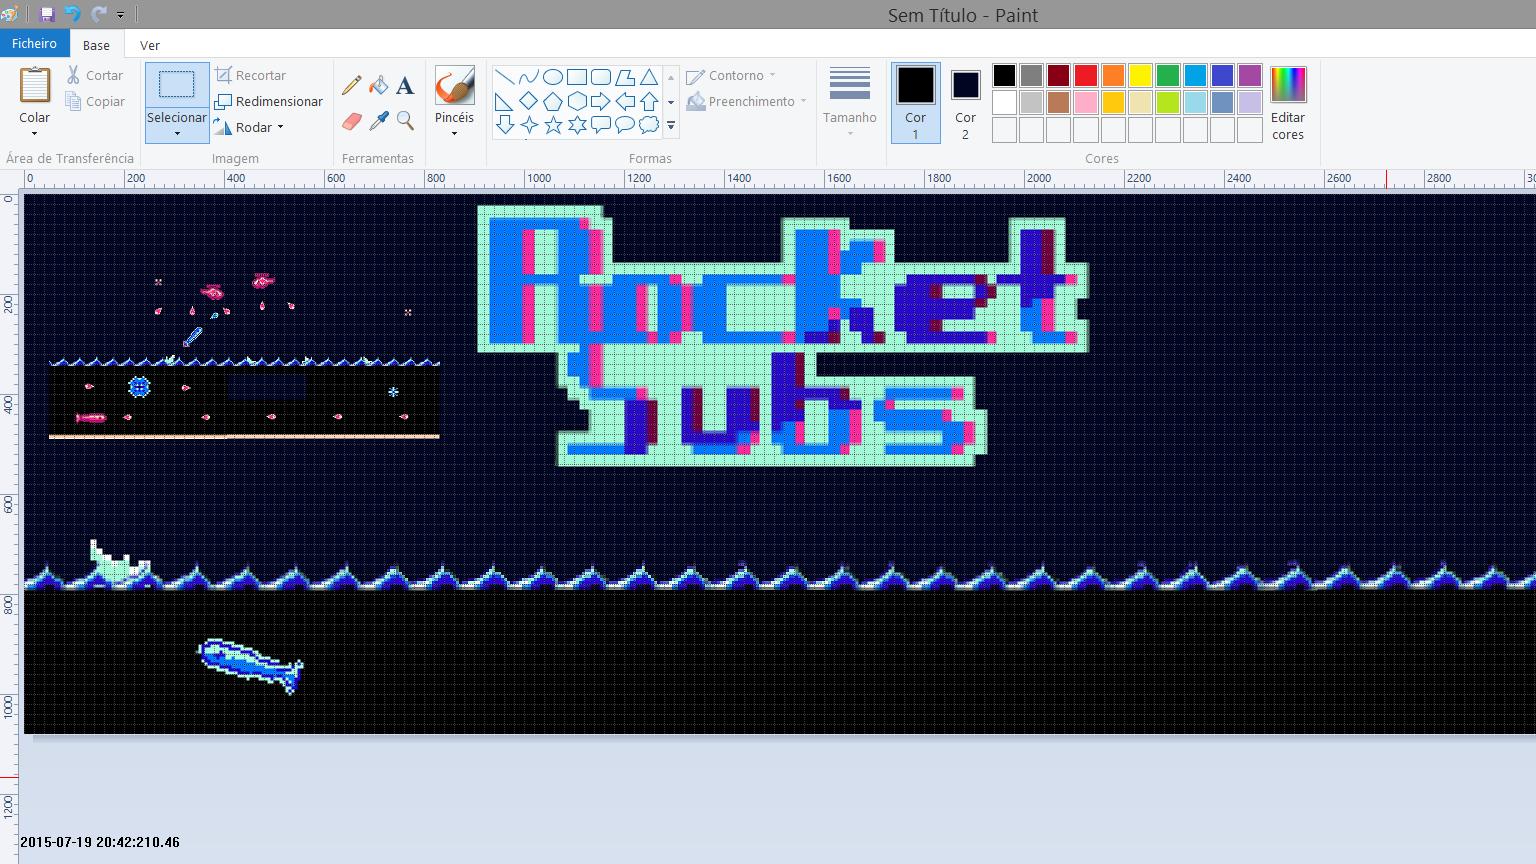 Sem Título - Paint
Ficheiro Base Ver
Colar
Cortar
Copiar
Área de Transferência
Selecionar
Recortar
Redimensionar
Rodar
Imagem
A
Ferramentas
Pincéis
Contorno
Preenchimento
Formas
Tamanho
Cor
1
Cor
2
Editar
cores
Cores
0 200 400 600 800 1000 1200 1400 1600 1800 2000 2200 2400 2600 2800 30
0
200
400
600
800
1000
1200
Rocket
Subs
2015-07-19 20:42:210.46